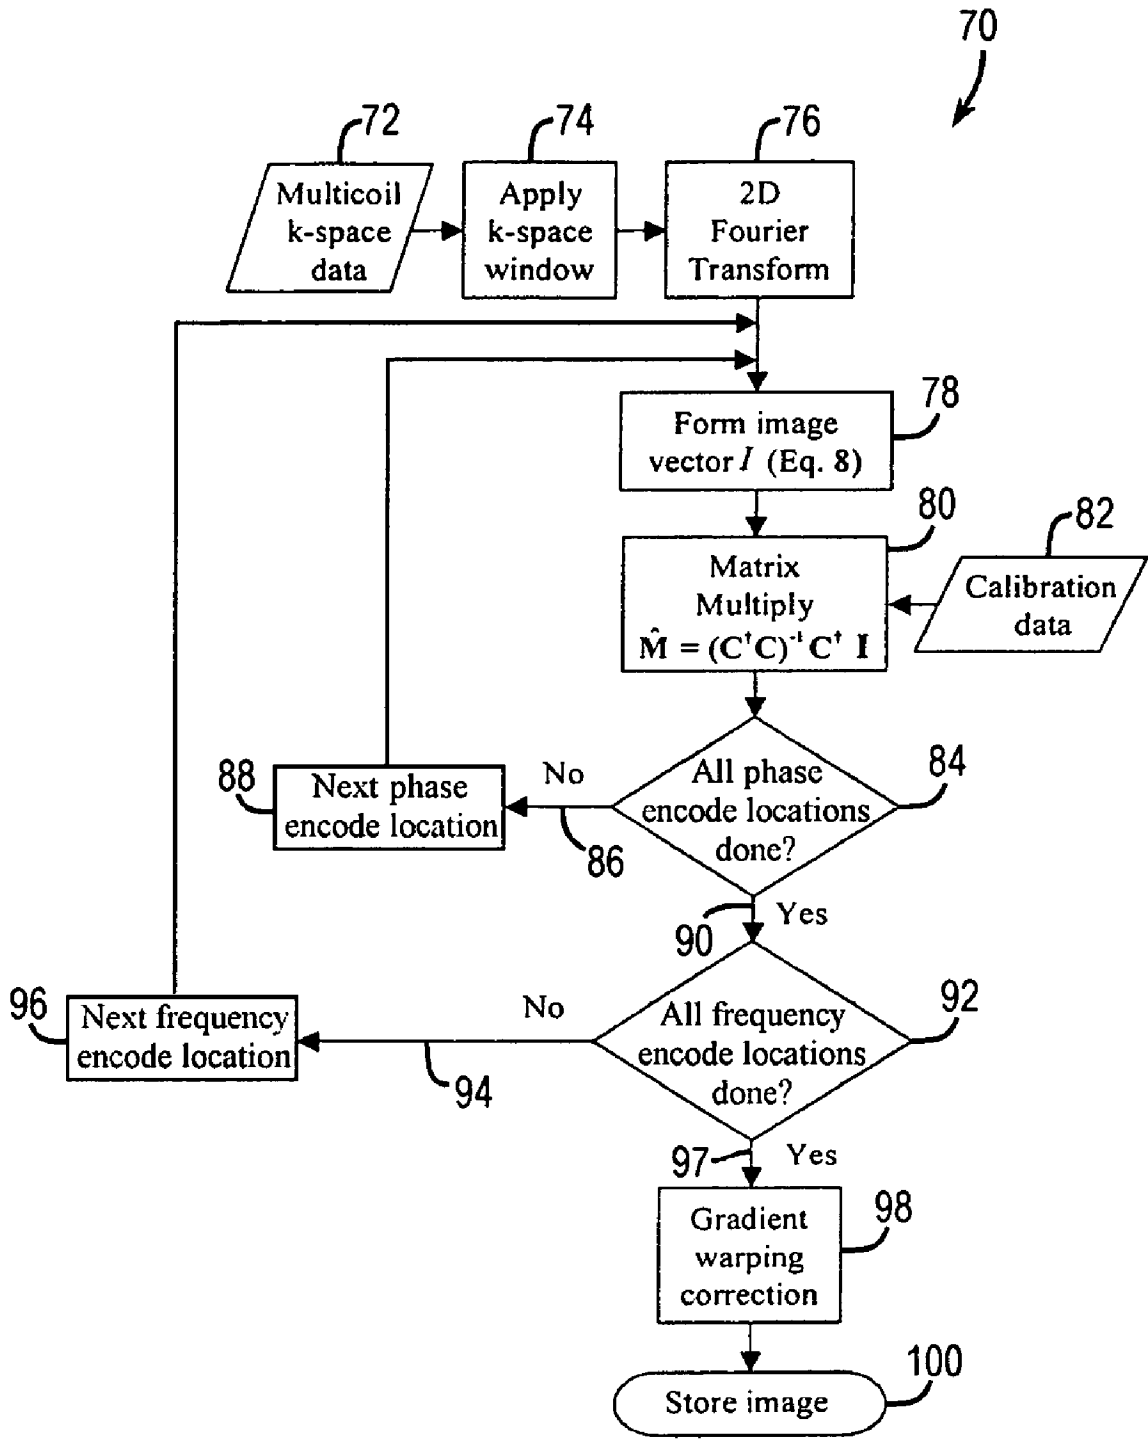 70
72
74
76
Multicoil
k-space
data
Apply
k-space
window
2D
Fourier
Transform
78
Form image
vector I (Eq. 8)
80
82
Matrix
Multiply
M̂ = (C†C)⁻¹ C† I
Calibration
data
84
88
Next phase
encode location
No
86
All phase
encode locations
done?
90
Yes
92
96
Next frequency
encode location
No
94
All frequency
encode locations
done?
97
Yes
98
Gradient
warping
correction
100
Store image